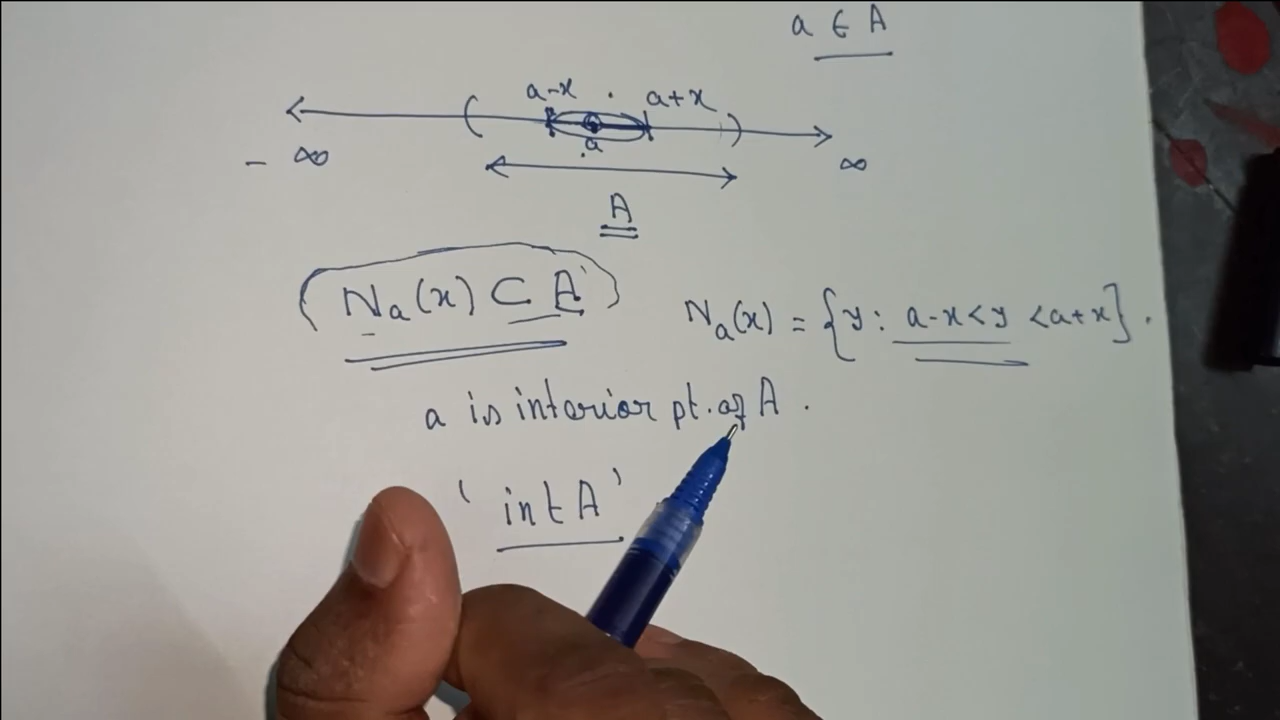 a ∈ A
a-x a+x
a
- ∞ ∞
A
(Nₐ(x) ⊂ A) Nₐ(x) = {y: a-x<y <a+x}.
a is interior pt. of A.
'int A'